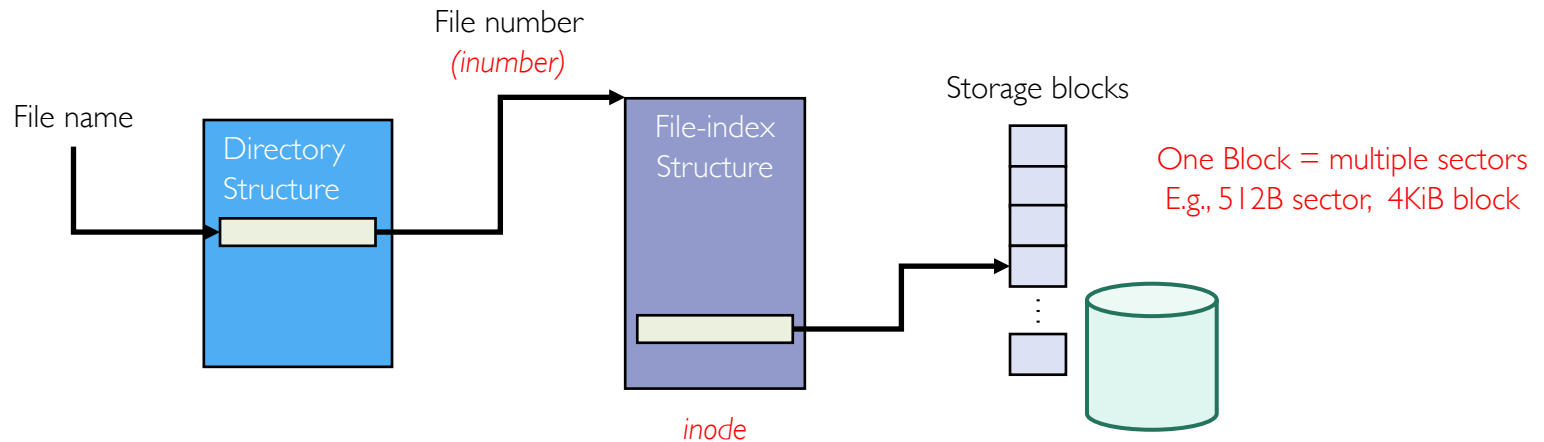 File number
(inumber)
File name
Directory
Structure
File-index
Structure
inode
Storage blocks
One Block = multiple sectors
E.g., 512B sector, 4KiB block